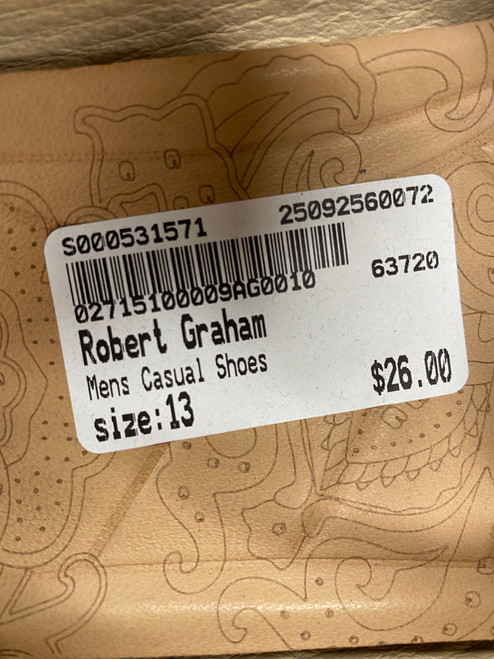 S000531571 25092560072
02715100009AG0010 63720
Robert Graham
Mens Casual Shoes
size:13 $26.00